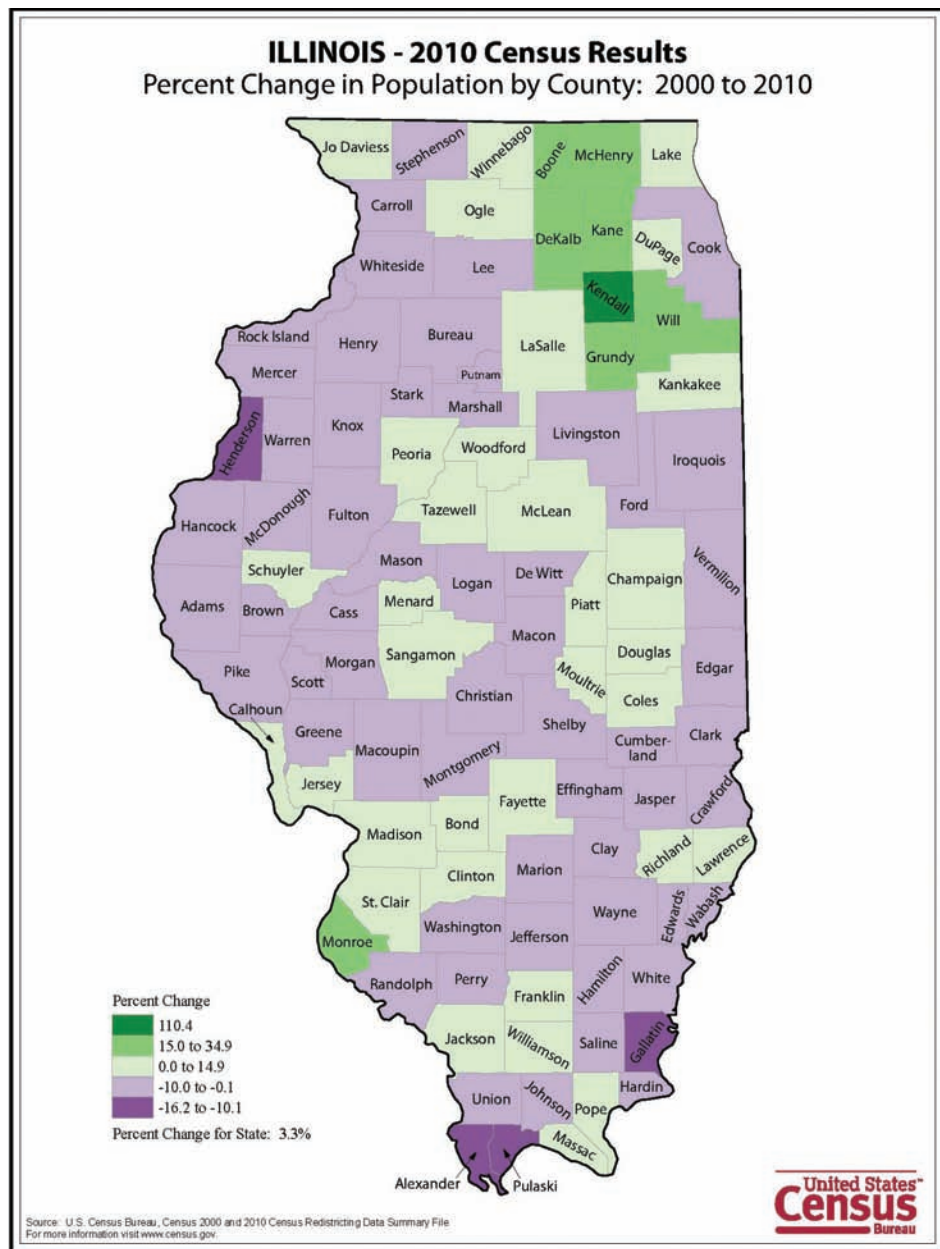 ILLINOIS - 2010 Census Results
Percent Change in Population by County: 2000 to 2010
Jo Daviess
Stephenson
Winnebago
Boone
McHenry
Lake
Carroll
Ogle
DeKalb
Kane
DuPage
Cook
Whiteside
Lee
Kendall
Will
Rock Island
Henry
Bureau
LaSalle
Grundy
Mercer
Putnam
Kankakee
Stark
Marshall
Henderson
Warren
Knox
Peoria
Woodford
Livingston
Iroquois
Hancock
McDonough
Fulton
Tazewell
McLean
Ford
Schuyler
Mason
Logan
De Witt
Champaign
Vermilion
Adams
Brown
Cass
Menard
Piatt
Macon
Pike
Scott
Morgan
Sangamon
Douglas
Edgar
Moultrie
Christian
Coles
Calhoun
Greene
Macoupin
Montgomery
Shelby
Cumber-
land
Clark
Jersey
Fayette
Effingham
Jasper
Crawford
Madison
Bond
Clay
Richland
Lawrence
Clinton
Marion
St. Clair
Wayne
Edwards
Wabash
Monroe
Washington
Jefferson
Randolph
Perry
Hamilton
White
Franklin
Jackson
Williamson
Saline
Gallatin
Union
Johnson
Pope
Hardin
Massac
Alexander
Pulaski
Percent Change
110.4
15.0 to 34.9
0.0 to 14.9
-10.0 to -0.1
-16.2 to -10.1
Percent Change for State: 3.3%
Source: U.S. Census Bureau, Census 2000 and 2010 Census Redistricting Data Summary File
For more information visit www.census.gov.
United States™
Census
Bureau